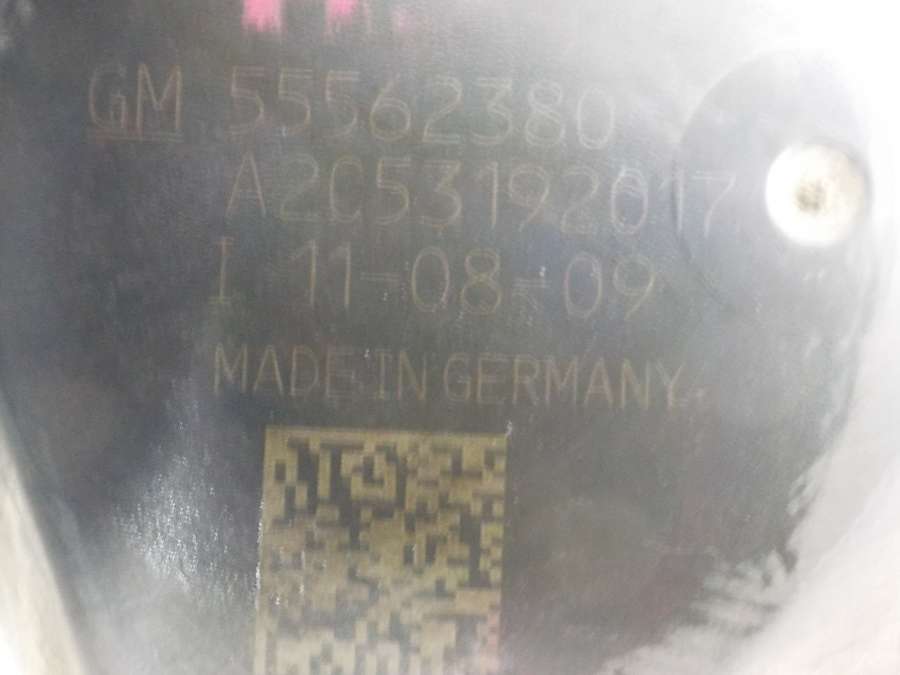 GM 55562380
A2C53192017
I 11-08-09
MADE IN GERMANY